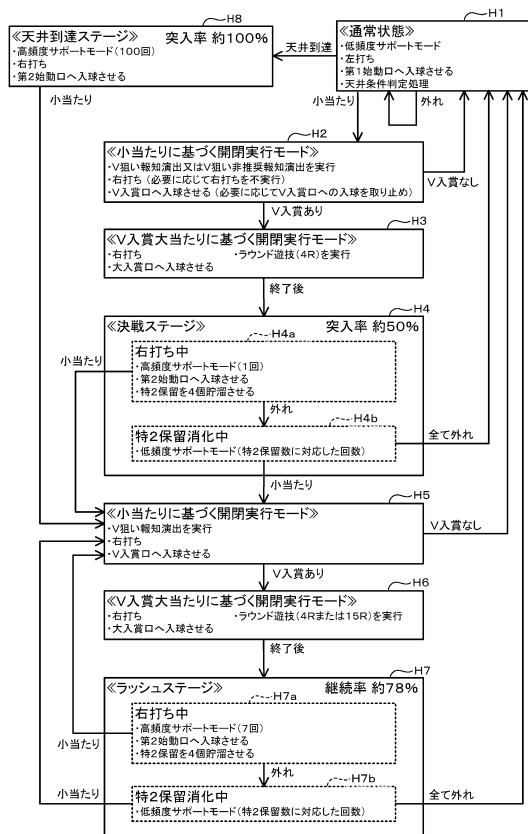 H8
≪天井到達ステージ≫ 突入率 約100%
・高頻度サポートモード(100回)
・右打ち
・第2始動口へ入球させる
天井到達
H1
≪通常状態≫
・低頻度サポートモード
・左打ち
・第1始動口へ入球させる
・天井条件判定処理
小当たり
小当たり
外れ
H2
≪小当たりに基づく開閉実行モード≫
・V狙い報知演出又はV狙い非推奨報知演出を実行
・右打ち(必要に応じて右打ちを不実行)
・V入賞口へ入球させる(必要に応じてV入賞口への入球を取り止め)
V入賞なし
V入賞あり
H3
≪V入賞大当たりに基づく開閉実行モード≫
・右打ち ・ラウンド遊技(4R)を実行
・大入賞口へ入球させる
終了後
H4
≪決戦ステージ≫ 突入率 約50%
H4a
小当たり
右打ち中
・高頻度サポートモード(1回)
・第2始動口へ入球させる
・特2保留を4個貯溜させる
外れ
H4b
特2保留消化中
・低頻度サポートモード(特2保留数に対応した回数)
全て外れ
小当たり
H5
≪小当たりに基づく開閉実行モード≫
・V狙い報知演出を実行
・右打ち
・V入賞口へ入球させる
V入賞なし
V入賞あり
H6
≪V入賞大当たりに基づく開閉実行モード≫
・右打ち ・ラウンド遊技(4Rまたは15R)を実行
・大入賞口へ入球させる
終了後
H7
≪ラッシュステージ≫ 継続率 約78%
H7a
右打ち中
・高頻度サポートモード(7回)
・第2始動口へ入球させる
・特2保留を4個貯溜させる
小当たり
外れ
H7b
小当たり
特2保留消化中
・低頻度サポートモード(特2保留数に対応した回数)
全て外れ